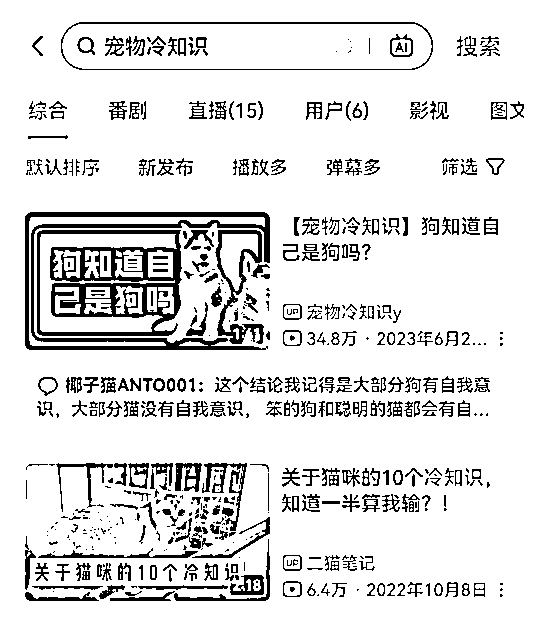 宠物冷知识
AI
搜索
综合 番剧 直播(15) 用户(6) 影视 图文
默认排序 新发布 播放多 弹幕多 筛选
狗知道自
己是狗吗
【宠物冷知识】狗知道自
己是狗吗?
UP 宠物冷知识y
34.8万 · 2023年6月2...
椰子猫ANTO001：这个结论我记得是大部分狗有自我意
识，大部分猫没有自我意识， 笨的狗和聪明的猫都会有自...
关于猫咪的10个冷知识
关于猫咪的10个冷知识，
知道一半算我输？！
UP 二猫笔记
6.4万 · 2022年10月8日